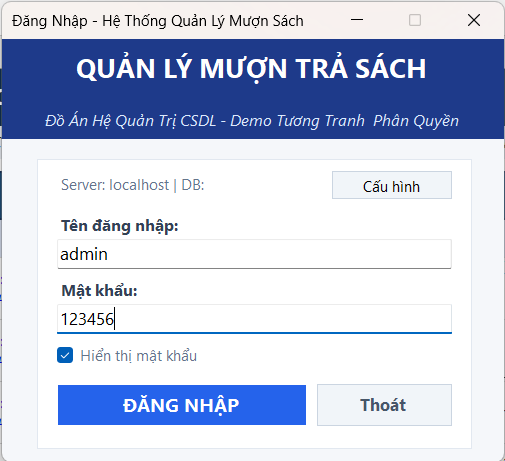 Đăng Nhập - Hệ Thống Quản Lý Mượn Sách
QUẢN LÝ MƯỢN TRẢ SÁCH
Đồ Án Hệ Quản Trị CSDL - Demo Tương Tranh  Phân Quyền
Server: localhost | DB:
Cấu hình
Tên đăng nhập:
admin
Mật khẩu:
123456
Hiển thị mật khẩu
ĐĂNG NHẬP
Thoát